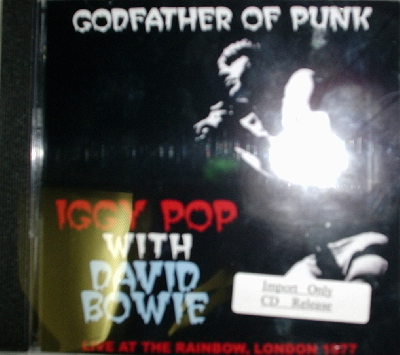 GODFATHER OF PUNK
IGGY POP
WITH
DAVID
BOWIE
Import Only
CD Release
LIVE AT THE RAINBOW, LONDON 1977